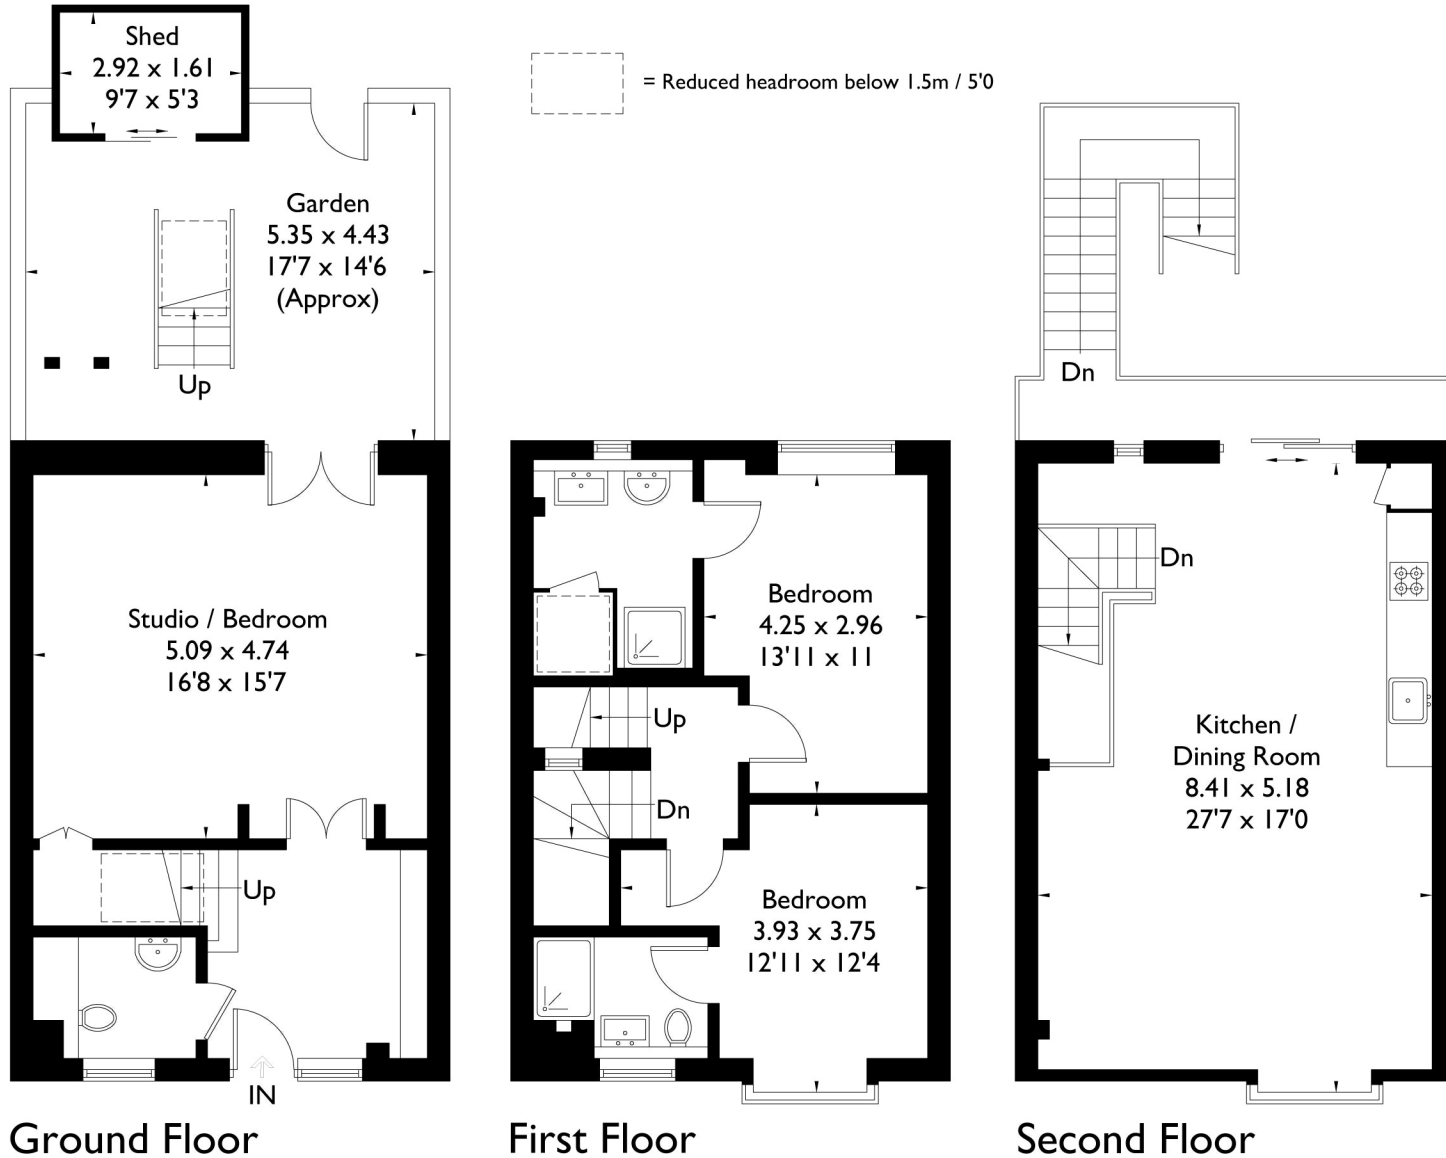 Shed
2.92 x 1.61
9'7 x 5'3
= Reduced headroom below 1.5m / 5'0
Garden
5.35 x 4.43
17'7 x 14'6
(Approx)
Up
Studio / Bedroom
5.09 x 4.74
16'8 x 15'7
Up
IN
Ground Floor
Bedroom
4.25 x 2.96
13'11 x 11
Up
Dn
Bedroom
3.93 x 3.75
12'11 x 12'4
First Floor
Dn
Dn
Kitchen /
Dining Room
8.41 x 5.18
27'7 x 17'0
Second Floor